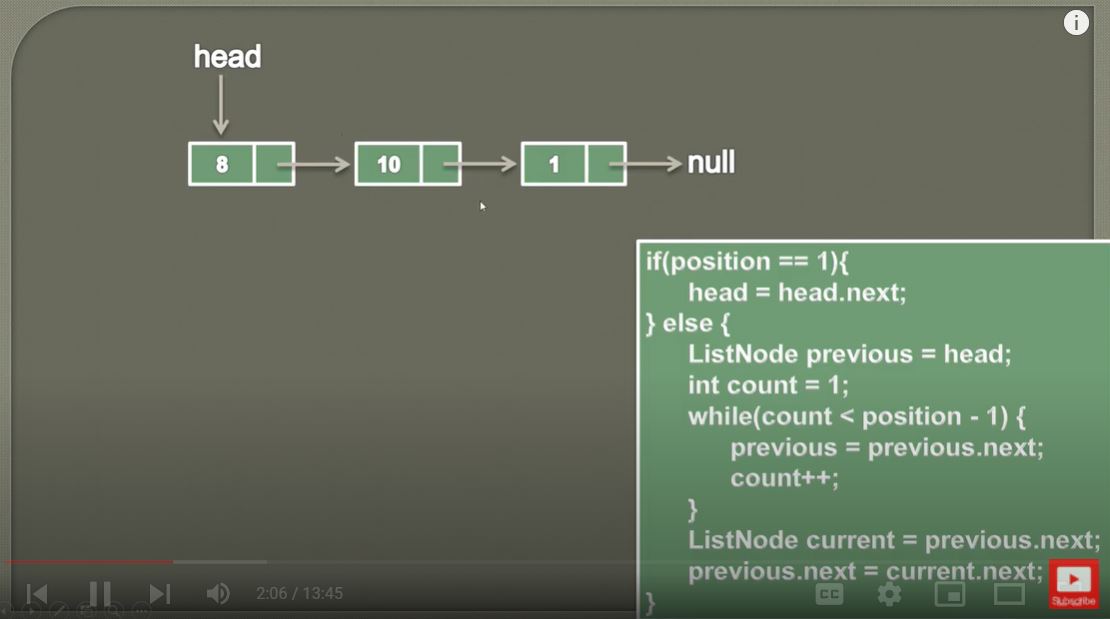 head
8 10 1 null
if(position == 1){
head = head.next;
} else {
ListNode previous = head;
int count = 1;
while(count < position - 1) {
previous = previous.next;
count++;
}
ListNode current = previous.next;
previous.next = current.next;
}
2:06 / 13:45
CC
Subscribe
i